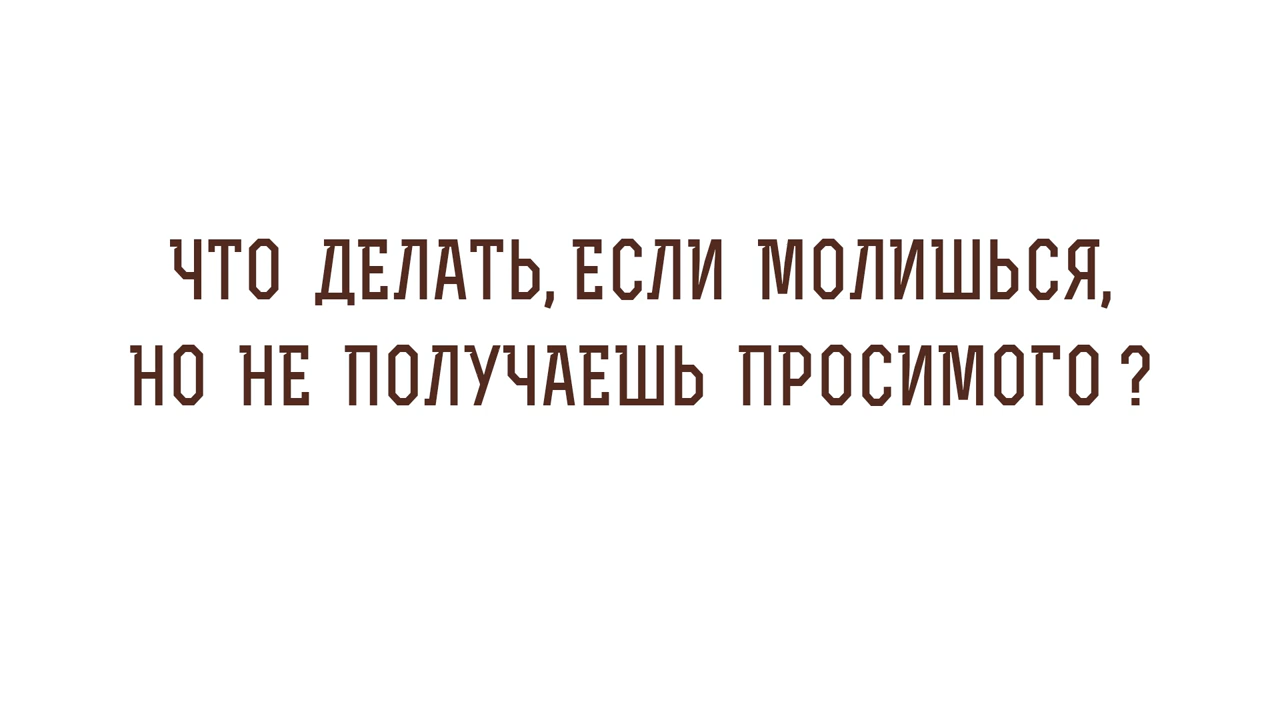 ЧТО ДЕЛАТЬ, ЕСЛИ МОЛИШЬСЯ,
НО НЕ ПОЛУЧАЕШЬ ПРОСИМОГО?